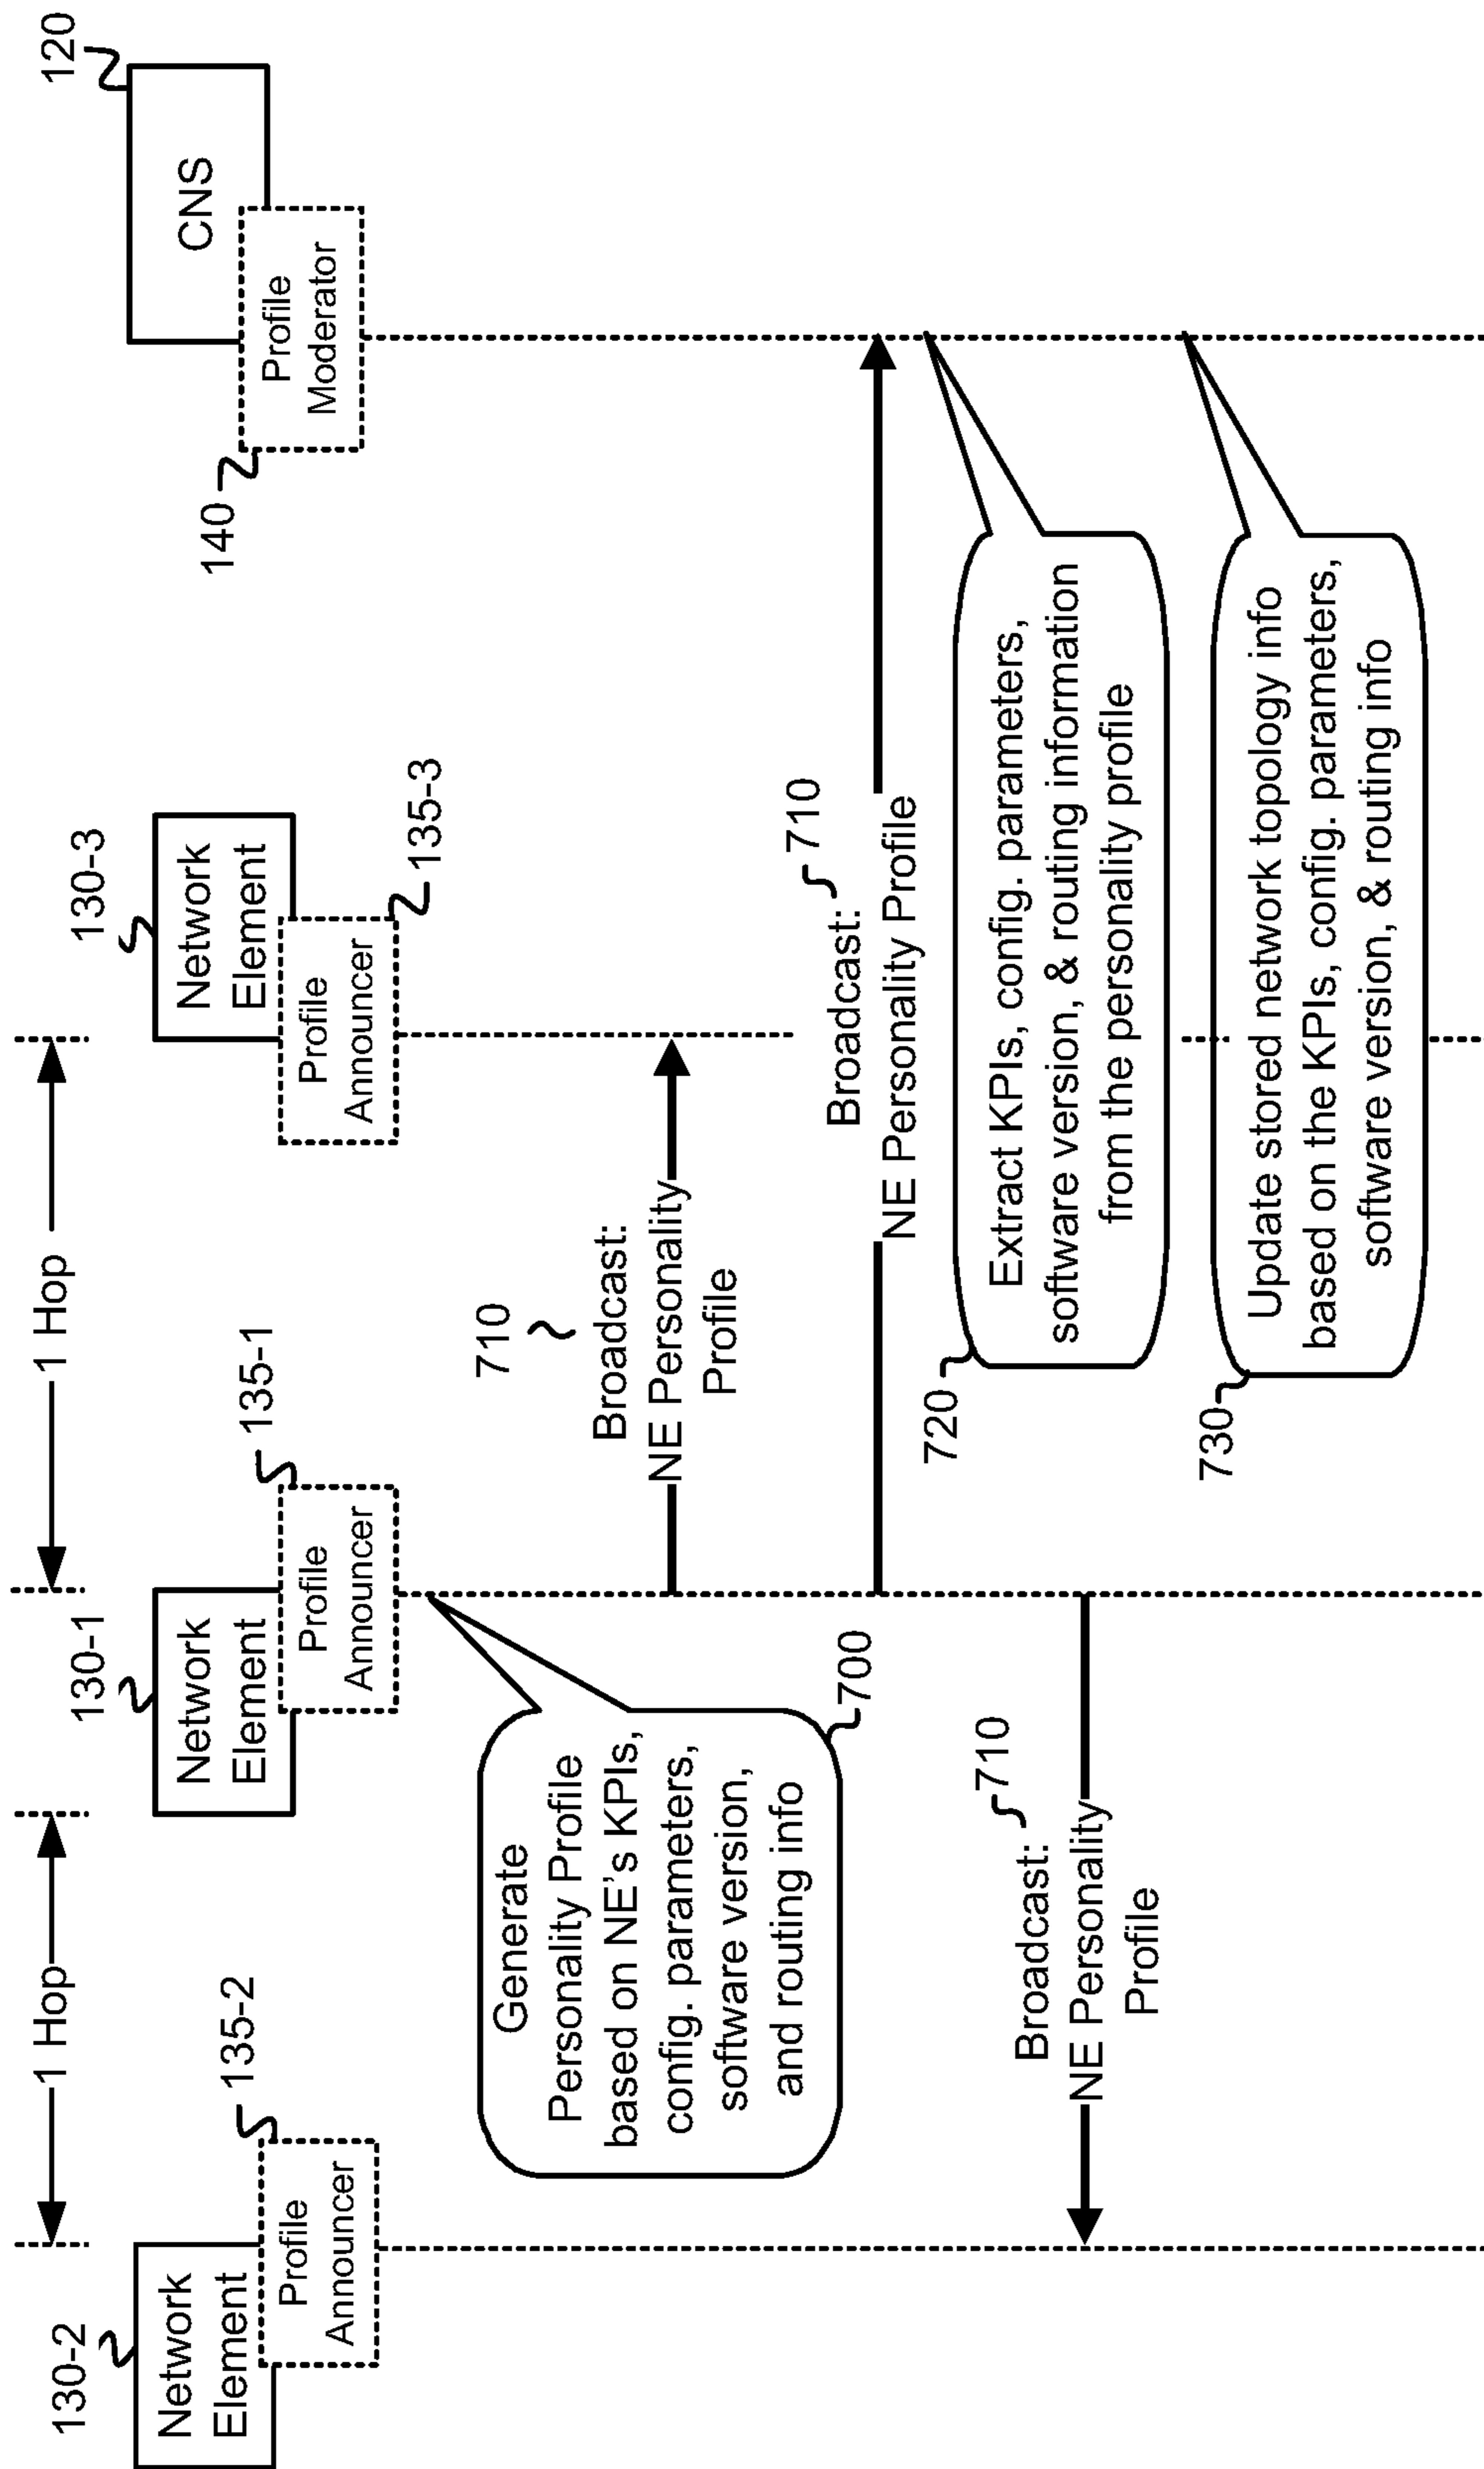 1 Hop
1 Hop
130-2
Network
Element
135-2
Profile
Announcer
130-1
Network
Element
135-1
Profile
Announcer
130-3
Network
Element
135-3
Profile
Announcer
120
CNS
140
Profile
Moderator
Generate
Personality Profile
based on NE's KPIs,
config. parameters,
software version,
and routing info
700
710
Broadcast:
NE Personality
Profile
710
Broadcast:
NE Personality Profile
720
Extract KPIs, config. parameters,
software version, & routing information
from the personality profile
710
Broadcast:
NE Personality
Profile
730
Update stored network topology info
based on the KPIs, config. parameters,
software version, & routing info